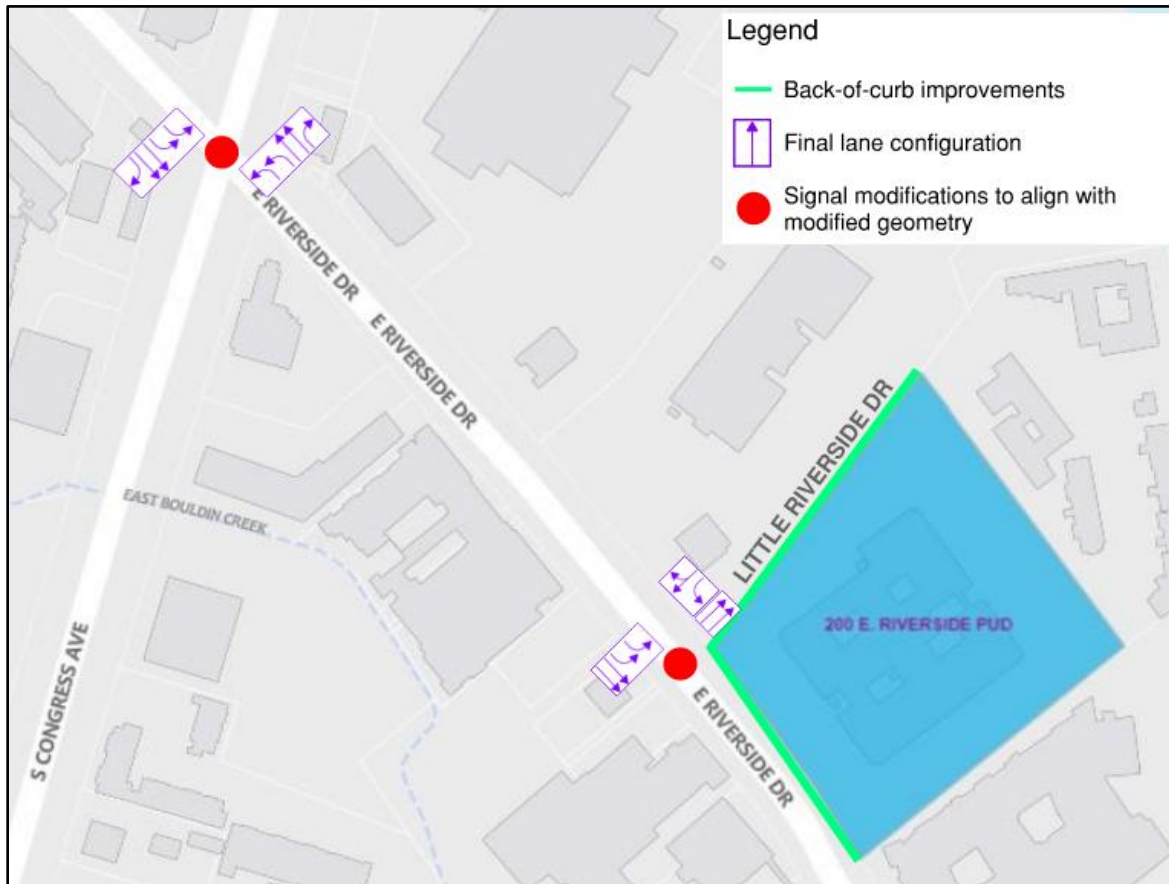 Legend
Back-of-curb improvements
Final lane configuration
Signal modifications to align with
modified geometry
E RIVERSIDE DR
E RIVERSIDE DR
LITTLE RIVERSIDE DR
EAST BOULDIN CREEK
200 E. RIVERSIDE PUD
S CONGRESS AVE
E RIVERSIDE DR